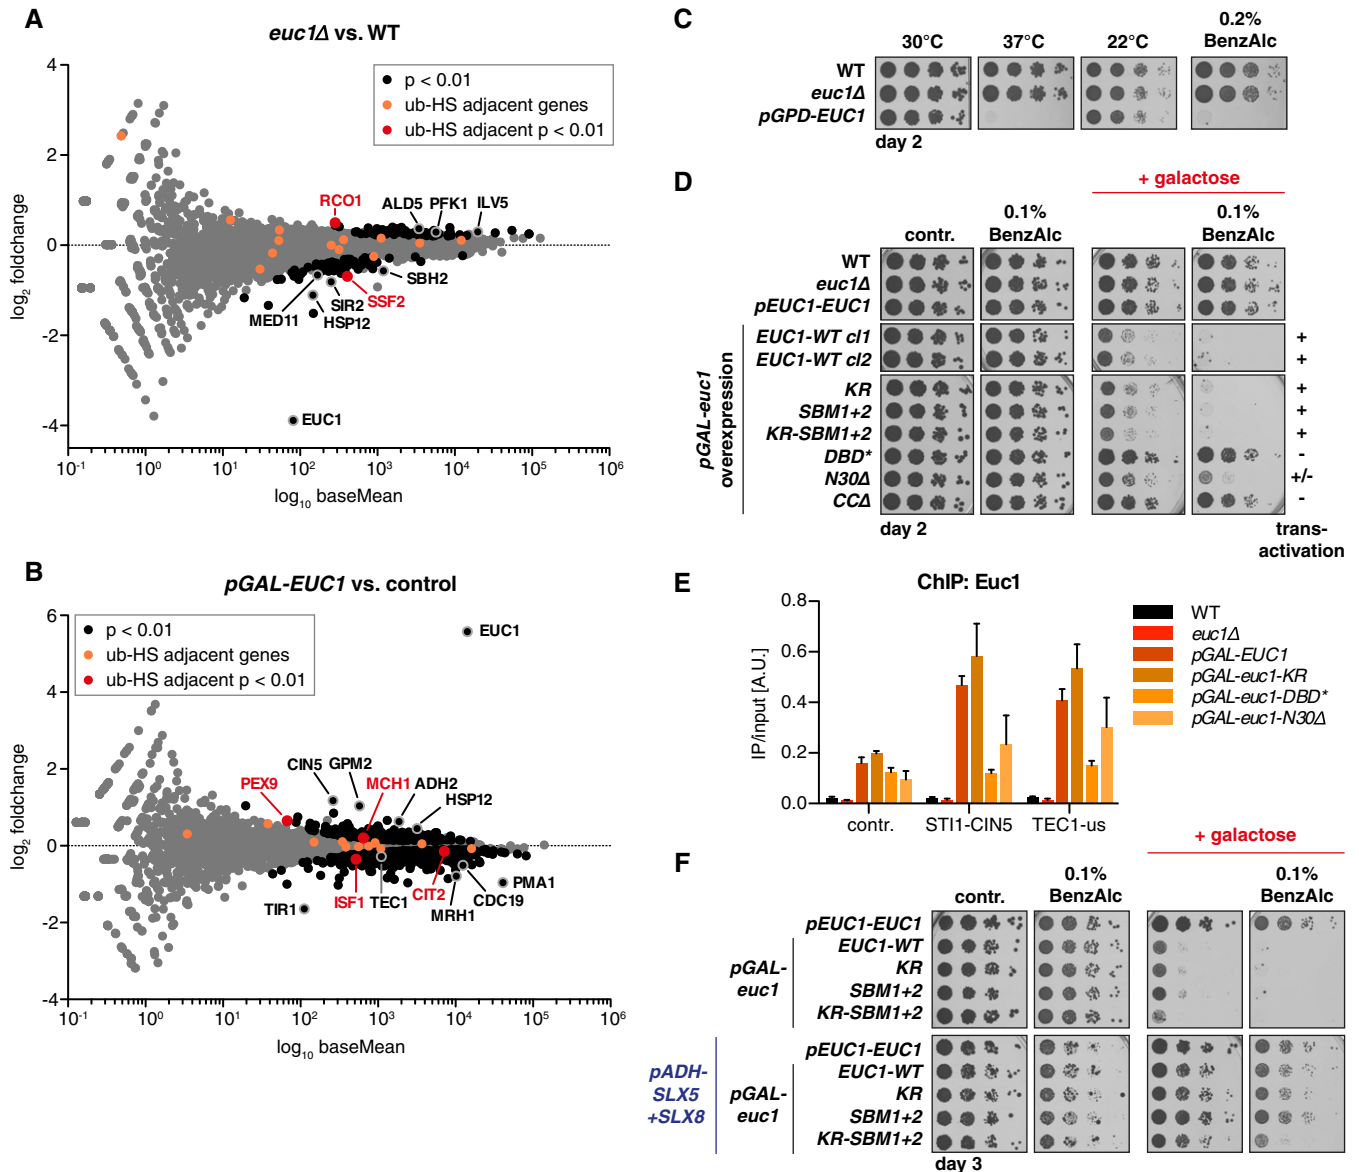 A
euc1Δ vs. WT
p < 0.01
ub-HS adjacent genes
ub-HS adjacent p < 0.01
4
2
0
-2
-4
log2 foldchange
RCO1
ALD5
PFK1
ILV5
SBH2
SSF2
SIR2
MED11
HSP12
EUC1
10-1
100
101
102
103
104
105
106
log10 baseMean
B
pGAL-EUC1 vs. control
p < 0.01
ub-HS adjacent genes
ub-HS adjacent p < 0.01
6
4
2
0
-2
-4
log2 foldchange
EUC1
CIN5
GPM2
MCH1
ADH2
HSP12
PEX9
TIR1
ISF1
TEC1
CIT2
MRH1
CDC19
PMA1
10-1
100
101
102
103
104
105
106
log10 baseMean
C
30°C
37°C
22°C
0.2%
BenzAlc
WT
euc1Δ
pGPD-EUC1
day 2
D
+ galactose
contr.
0.1%
BenzAlc
0.1%
BenzAlc
WT
euc1Δ
pEUC1-EUC1
pGAL-euc1
overexpression
EUC1-WT cl1
+
EUC1-WT cl2
+
KR
+
SBM1+2
+
KR-SBM1+2
+
DBD*
-
N30Δ
+/-
CCΔ
-
day 2
trans-
activation
E
ChIP: Euc1
0.8
0.6
0.4
0.2
0.0
IP/input [A.U.]
contr.
STI1-CIN5
TEC1-us
WT
euc1Δ
pGAL-EUC1
pGAL-euc1-KR
pGAL-euc1-DBD*
pGAL-euc1-N30Δ
F
+ galactose
contr.
0.1%
BenzAlc
0.1%
BenzAlc
pEUC1-EUC1
pGAL-
euc1
EUC1-WT
KR
SBM1+2
KR-SBM1+2
pADH-
SLX5
+SLX8
pEUC1-EUC1
pGAL-
euc1
EUC1-WT
KR
SBM1+2
KR-SBM1+2
day 3